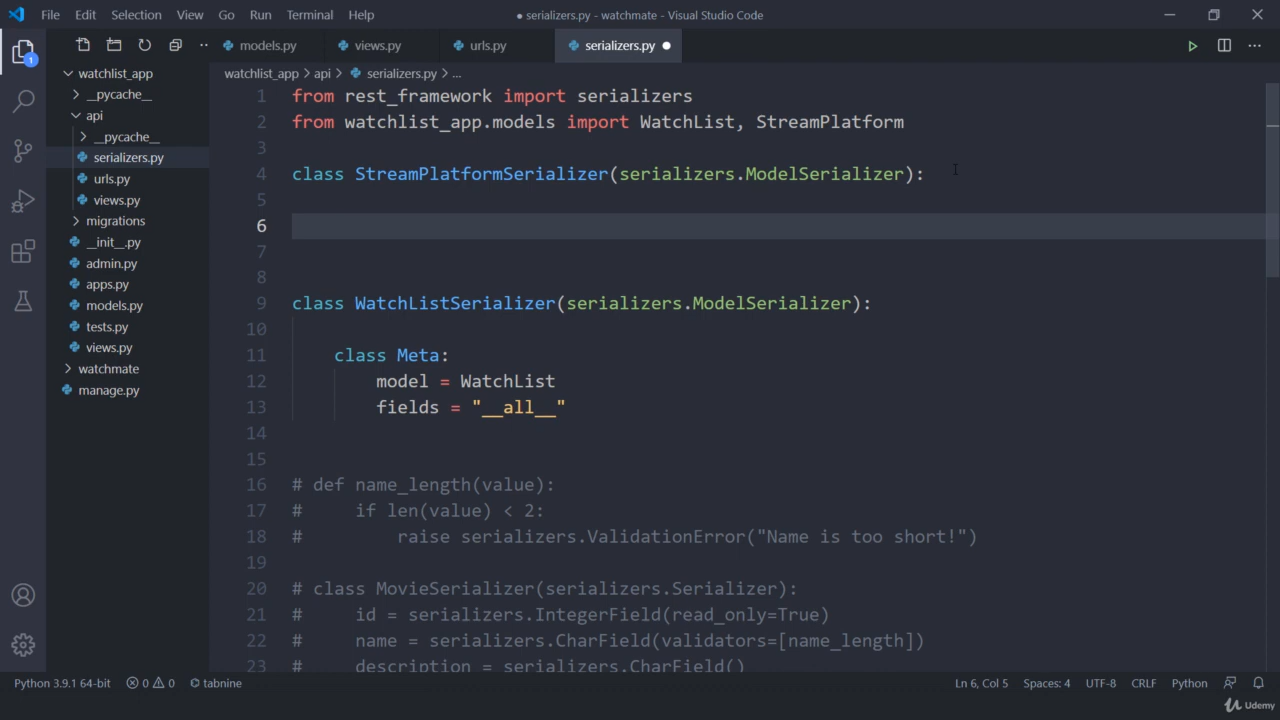 File Edit Selection View Go Run Terminal Help ● serializers.py - watchmate - Visual Studio Code
models.py views.py urls.py serializers.py ●
watchlist_app > api > serializers.py > ...
1
watchlist_app
__pycache__
api
__pycache__
serializers.py
urls.py
views.py
migrations
__init__.py
admin.py
apps.py
models.py
tests.py
views.py
watchmate
manage.py
1 from rest_framework import serializers
2 from watchlist_app.models import WatchList, StreamPlatform
3
4 class StreamPlatformSerializer(serializers.ModelSerializer):
5
6
7
8
9 class WatchListSerializer(serializers.ModelSerializer):
10
11 class Meta:
12 model = WatchList
13 fields = "__all__"
14
15
16 # def name_length(value):
17 # if len(value) < 2:
18 # raise serializers.ValidationError("Name is too short!")
19
20 # class MovieSerializer(serializers.Serializer):
21 # id = serializers.IntegerField(read_only=True)
22 # name = serializers.CharField(validators=[name_length])
23 # description = serializers.CharField()
Python 3.9.1 64-bit 0 0 tabnine Ln 6, Col 5 Spaces: 4 UTF-8 CRLF Python
Udemy